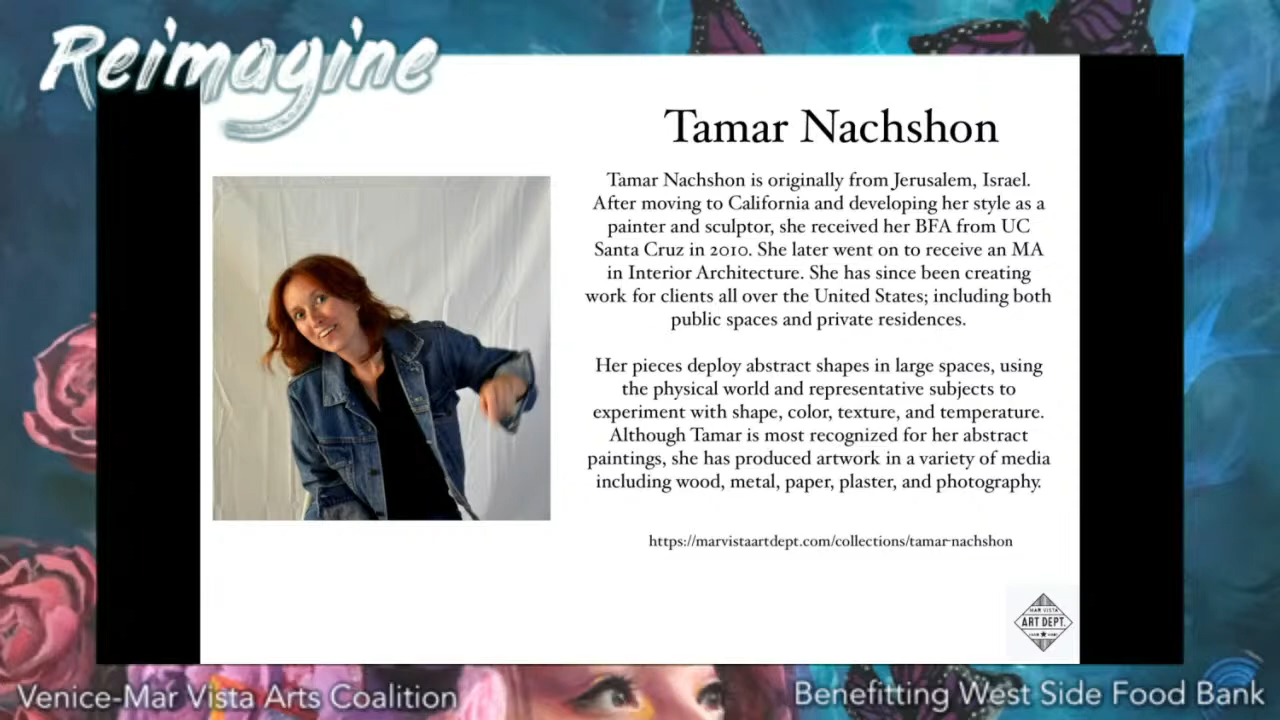 Reimagine
Tamar Nachshon
Tamar Nachshon is originally from Jerusalem, Israel.
After moving to California and developing her style as a
painter and sculptor, she received her BFA from UC
Santa Cruz in 2010. She later went on to receive an MA
in Interior Architecture. She has since been creating
work for clients all over the United States; including both
public spaces and private residences.
Her pieces deploy abstract shapes in large spaces, using
the physical world and representative subjects to
experiment with shape, color, texture, and temperature.
Although Tamar is most recognized for her abstract
paintings, she has produced artwork in a variety of media
including wood, metal, paper, plaster, and photography.
https://marvistaartdept.com/collections/tamar-nachshon
MAR VISTA
ART DEPT.
Venice-Mar Vista Arts Coalition
Benefitting West Side Food Bank